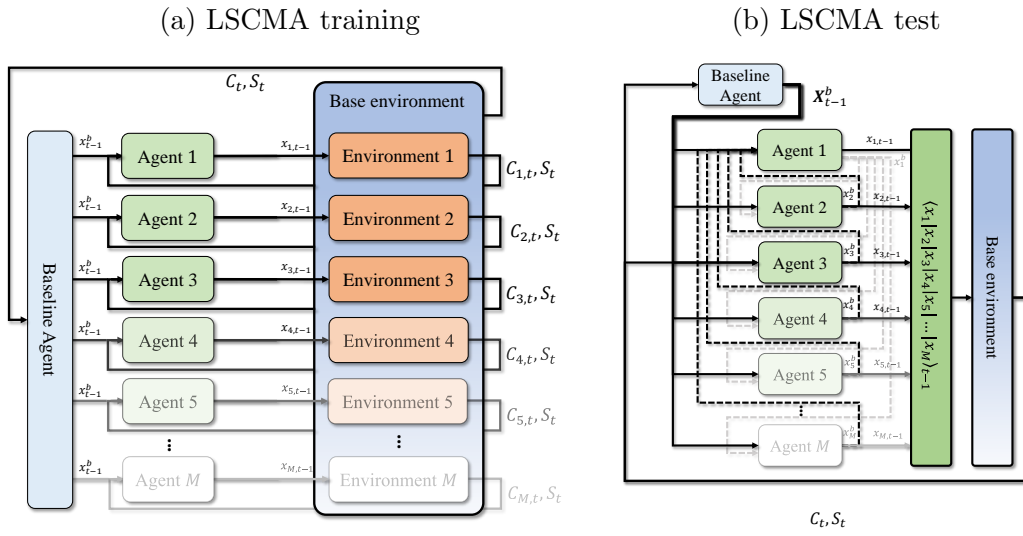 (a) LSCMA training
(b) LSCMA test
C_t, S_t
Base environment
Baseline Agent
x^b_{t−1}
Agent 1
x_{1,t−1}
Environment 1
C_{1,t}, S_t
x^b_{t−1}
Agent 2
x_{2,t−1}
Environment 2
C_{2,t}, S_t
x^b_{t−1}
Agent 3
x_{3,t−1}
Environment 3
C_{3,t}, S_t
x^b_{t−1}
Agent 4
x_{4,t−1}
Environment 4
C_{4,t}, S_t
x^b_{t−1}
Agent 5
x_{5,t−1}
Environment 5
C_{5,t}, S_t
...
...
x^b_{t−1}
Agent M
x_{M,t−1}
Environment M
C_{M,t}, S_t
Baseline
Agent
X^b_{t−1}
Agent 1
x_{1,t−1}
x^b_1
Agent 2
x^b_2
x_{2,t−1}
Agent 3
x^b_3
x_{3,t−1}
Agent 4
x^b_4
x_{4,t−1}
Agent 5
x^b_5
x_{5,t−1}
...
Agent M
x^b_M
x_{M,t−1}
⟨x_1|x_2|x_3|x_4|x_5| ... |x_M⟩_{t−1}
Base environment
C_t, S_t